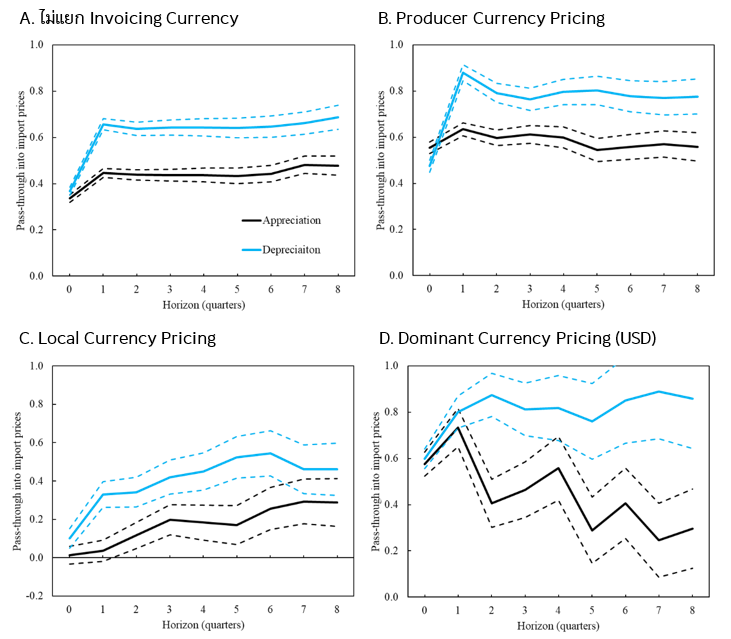 A. ไม่แยก Invoicing Currency
B. Producer Currency Pricing
Pass-through into import prices
1.0
0.8
0.6
0.4
0.2
0.0
Appreciation
Depreciaiton
0 1 2 3 4 5 6 7 8
Horizon (quarters)
Pass-through into import prices
1.0
0.8
0.6
0.4
0.2
0.0
0 1 2 3 4 5 6 7 8
Horizon (quarters)
C. Local Currency Pricing
D. Dominant Currency Pricing (USD)
Pass-through into import prices
1.0
0.8
0.6
0.4
0.2
0.0
-0.2
0 1 2 3 4 5 6 7 8
Horizon (quarters)
Pass-through into import prices
1.0
0.8
0.6
0.4
0.2
0.0
0 1 2 3 4 5 6 7 8
Horizon (quarters)